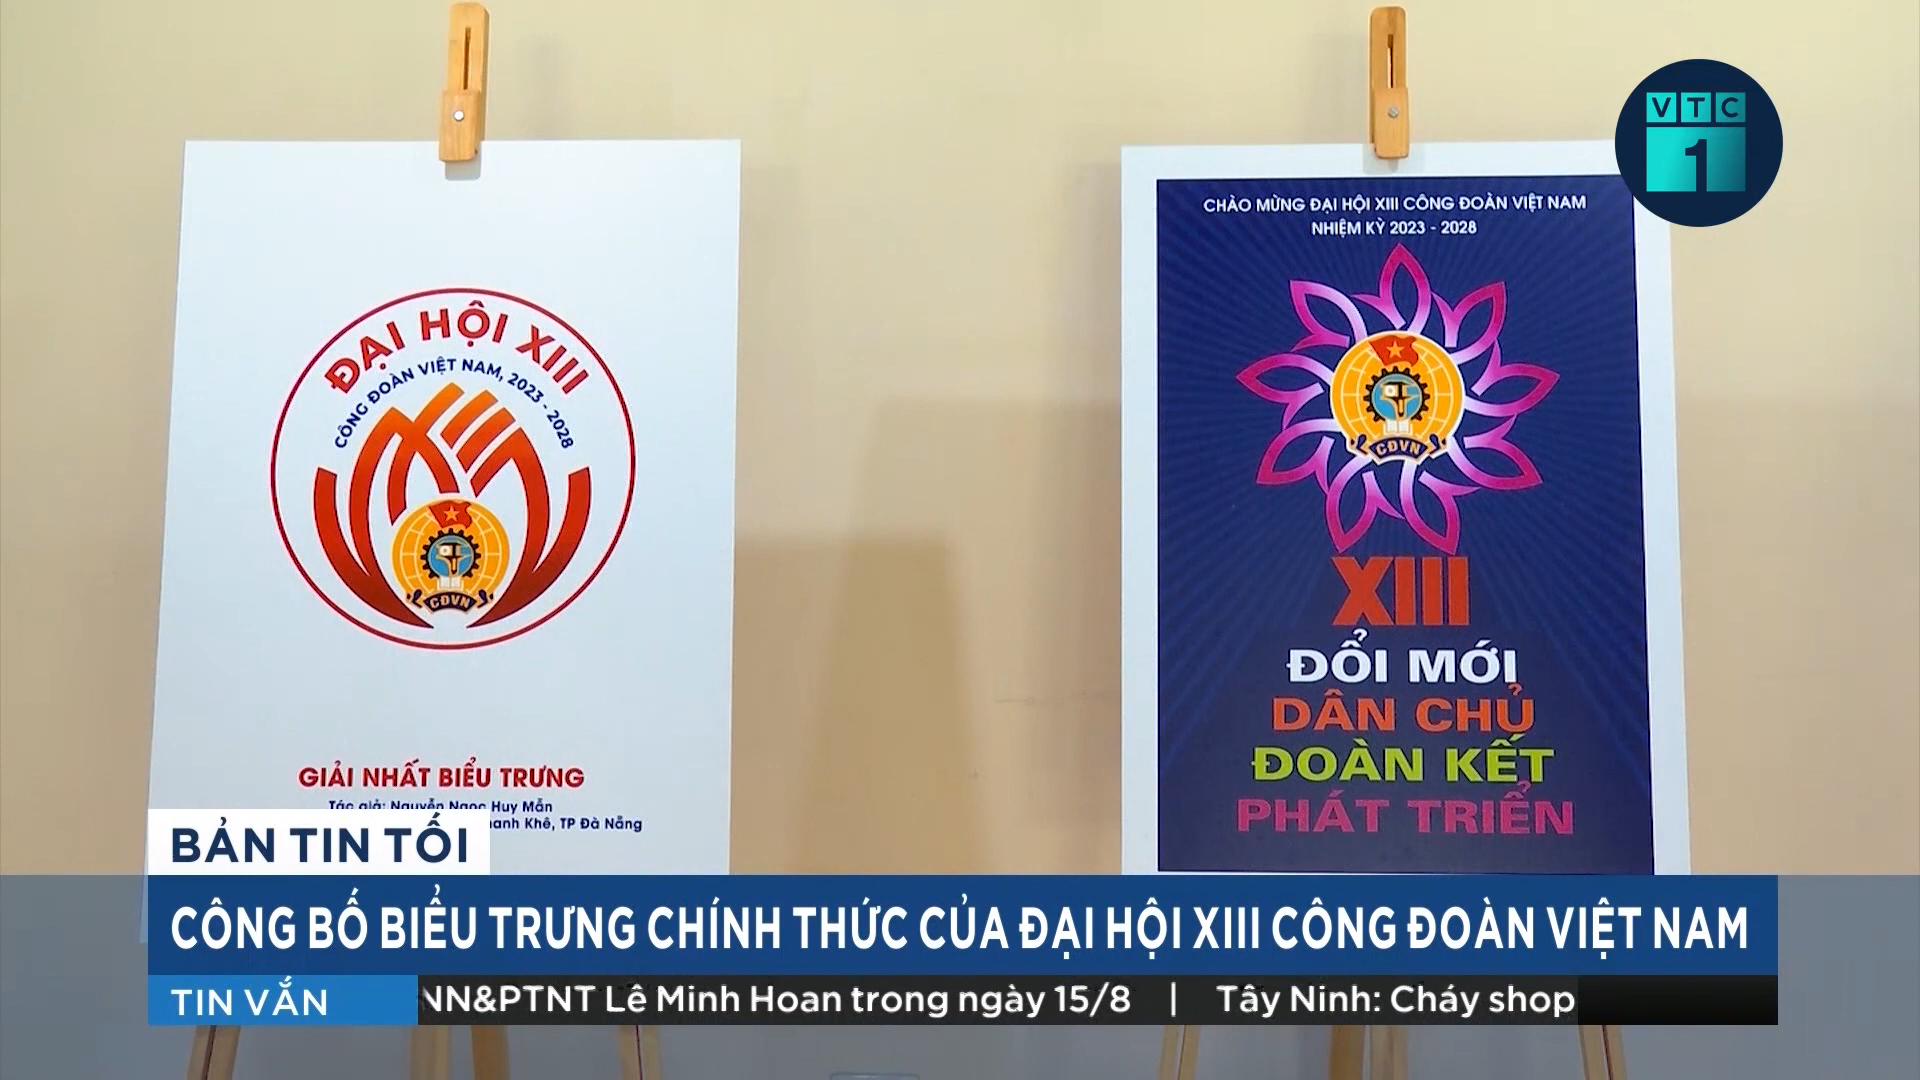 VTC
1
CHÀO MỪNG ĐẠI HỘI XIII CÔNG ĐOÀN VIỆT NAM
NHIỆM KỲ 2023 - 2028
ĐẠI HỘI XIII
CÔNG ĐOÀN VIỆT NAM, 2023 - 2028
CĐVN
CĐVN
XIII
ĐỔI MỚI
DÂN CHỦ
ĐOÀN KẾT
PHÁT TRIỂN
GIẢI NHẤT BIỂU TRƯNG
Tác giả: Nguyễn Ngọc Huy Mẫn
Khê, TP Đà Nẵng
BẢN TIN TỐI
CÔNG BỐ BIỂU TRƯNG CHÍNH THỨC CỦA ĐẠI HỘI XIII CÔNG ĐOÀN VIỆT NAM
TIN VẮN
NN&PTNT Lê Minh Hoan trong ngày 15/8 | Tây Ninh: Cháy shop